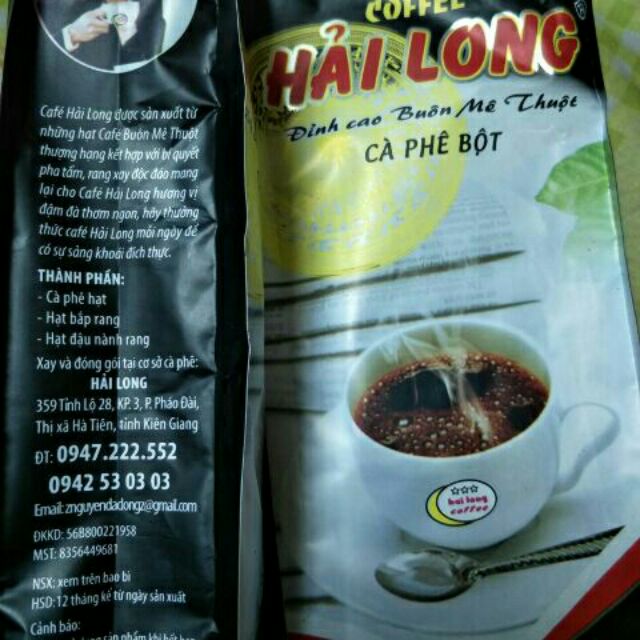 Café Hải Long được sản xuất từ
những hạt Café Buôn Mê Thuột
thượng hạng kết hợp với bí quyết
pha tẩm, rang xay độc đáo mang
lại cho Café Hải Long hương vị
đậm đà thơm ngon, hãy thưởng
thức café Hải Long mỗi ngày để
có sự sảng khoái đích thực.
THÀNH PHẦN:
- Cà phê hạt
- Hạt bắp rang
- Hạt đậu nành rang
Xay và đóng gói tại cơ sở cà phê:
HẢI LONG
359 Tỉnh Lộ 28, KP. 3, P. Pháo Đài,
Thị xã Hà Tiên, tỉnh Kiên Giang
ĐT: 0947.222.552
0942 53 03 03
Email: znguyendadongz@gmail.com
ĐKKD: 56B800221958
MST: 8356449681
NSX: xem trên bao bì
HSD: 12 tháng kể từ ngày sản xuất
Cảnh báo:
COFFEE
HẢI LONG
®
Đỉnh cao Buôn Mê Thuột
CÀ PHÊ BỘT
hai long
coffee